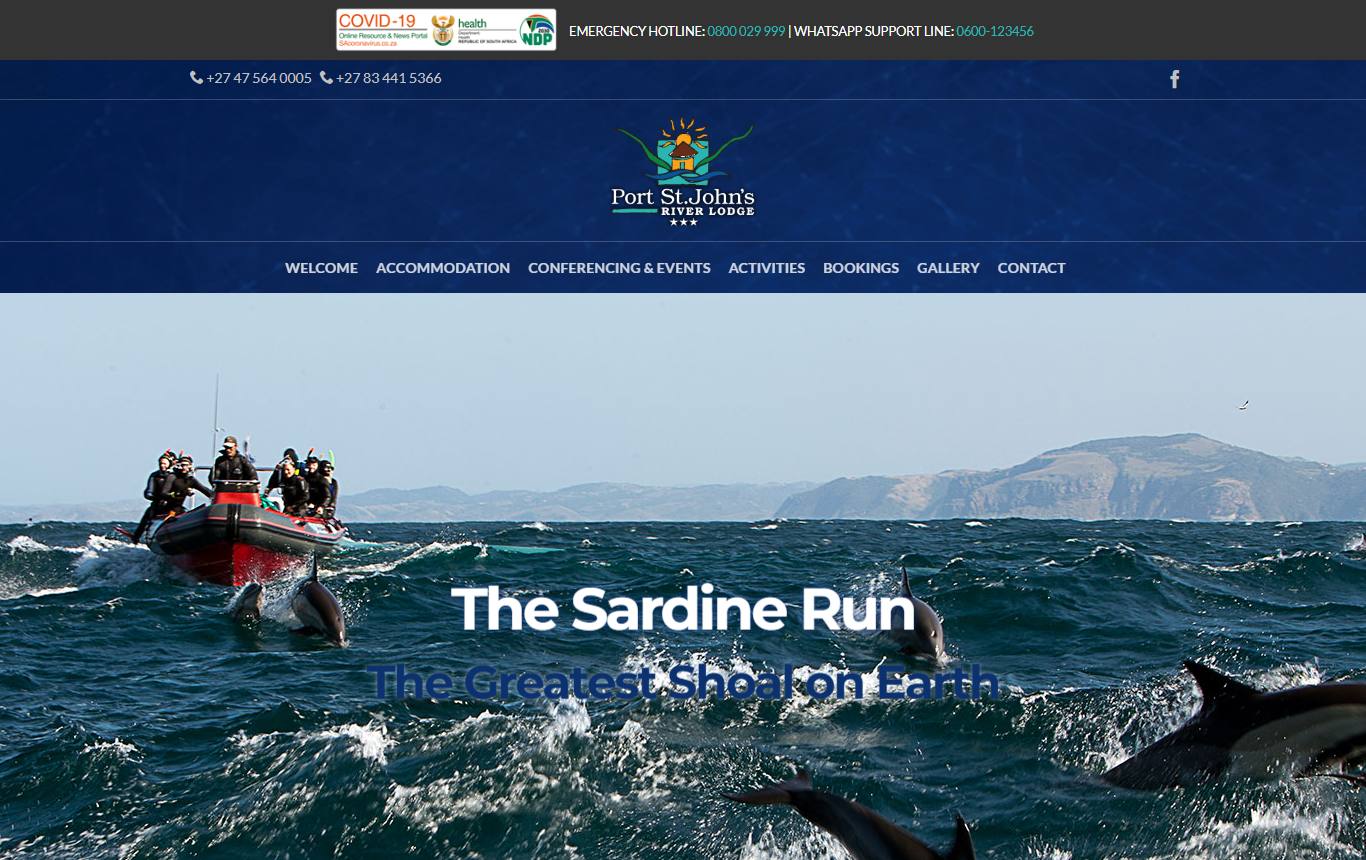 COVID-19
Online Resource & News Portal
SAcoronavirus.co.za
health
Department:
Health
REPUBLIC OF SOUTH AFRICA
2030
NDP
EMERGENCY HOTLINE: 0800 029 999 | WHATSAPP SUPPORT LINE: 0600-123456
+27 47 564 0005 +27 83 441 5366
Port St.John's
RIVER LODGE
WELCOME ACCOMMODATION CONFERENCING & EVENTS ACTIVITIES BOOKINGS GALLERY CONTACT
The Sardine Run
The Greatest Shoal on Earth